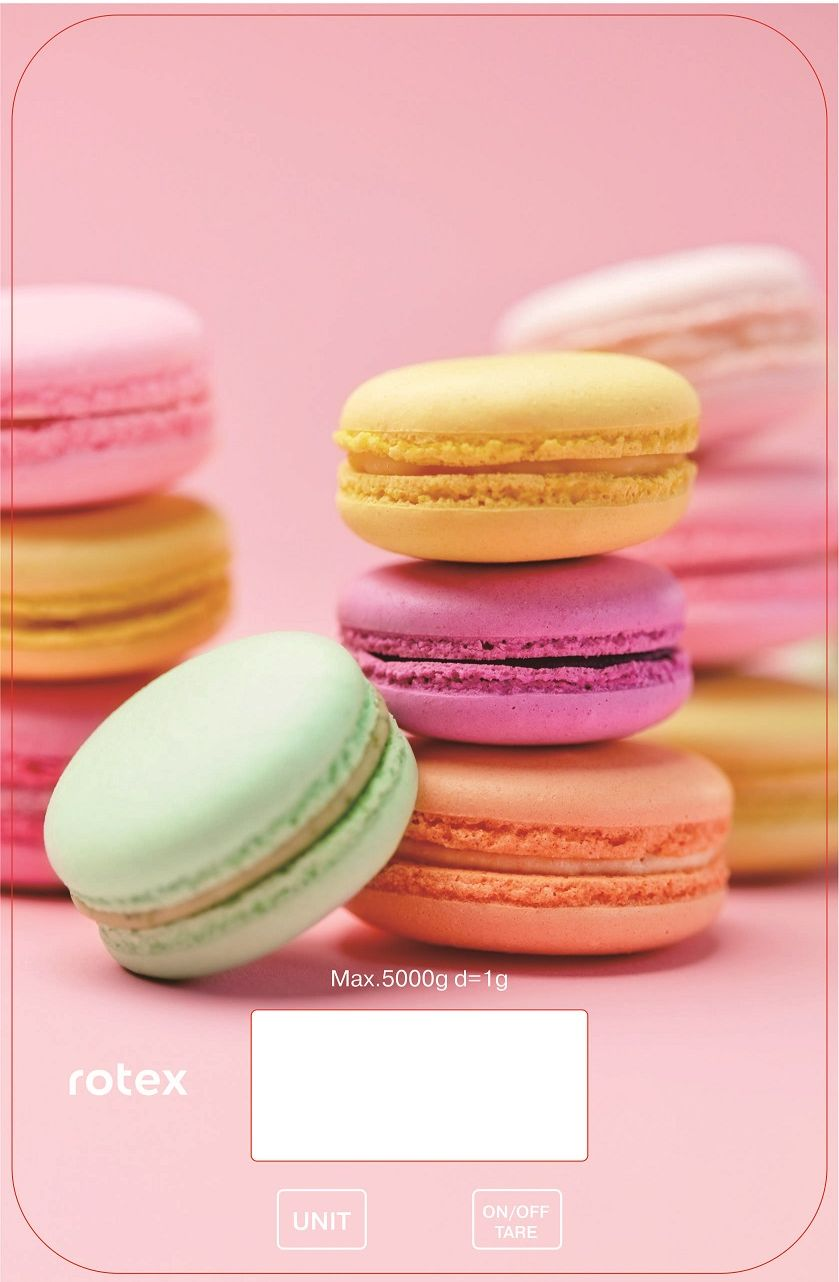 Max.5000g d=1g
rotex
UNIT
ON/OFF
TARE